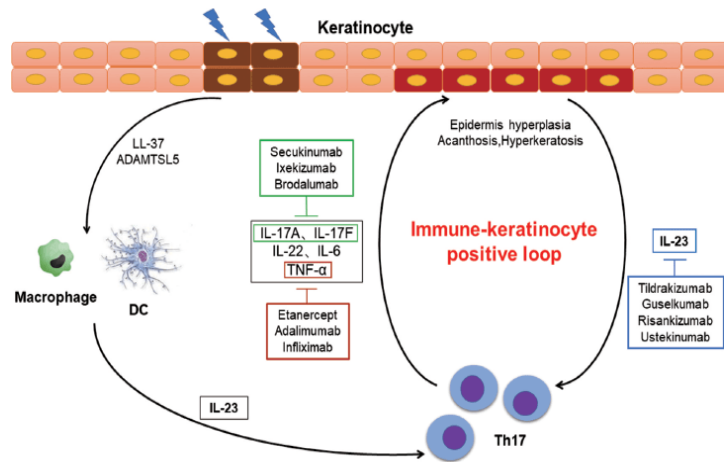 Keratinocyte
LL-37
ADAMTSL5
Epidermis hyperplasia
Acanthosis,Hyperkeratosis
Secukinumab
Ixekizumab
Brodalumab
IL-17A、IL-17F
IL-22、IL-6
TNF-α
Immune-keratinocyte
positive loop
IL-23
Macrophage
DC
Etanercept
Adalimumab
Infliximab
Tildrakizumab
Guselkumab
Risankizumab
Ustekinumab
IL-23
Th17